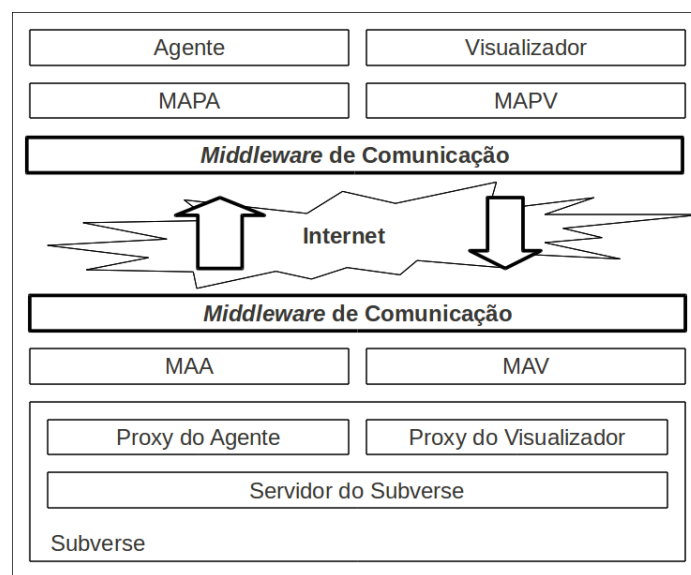 Agente
Visualizador
MAPA
MAPV
Middleware de Comunicação
Internet
Middleware de Comunicação
MAA
MAV
Proxy do Agente
Proxy do Visualizador
Servidor do Subverse
Subverse